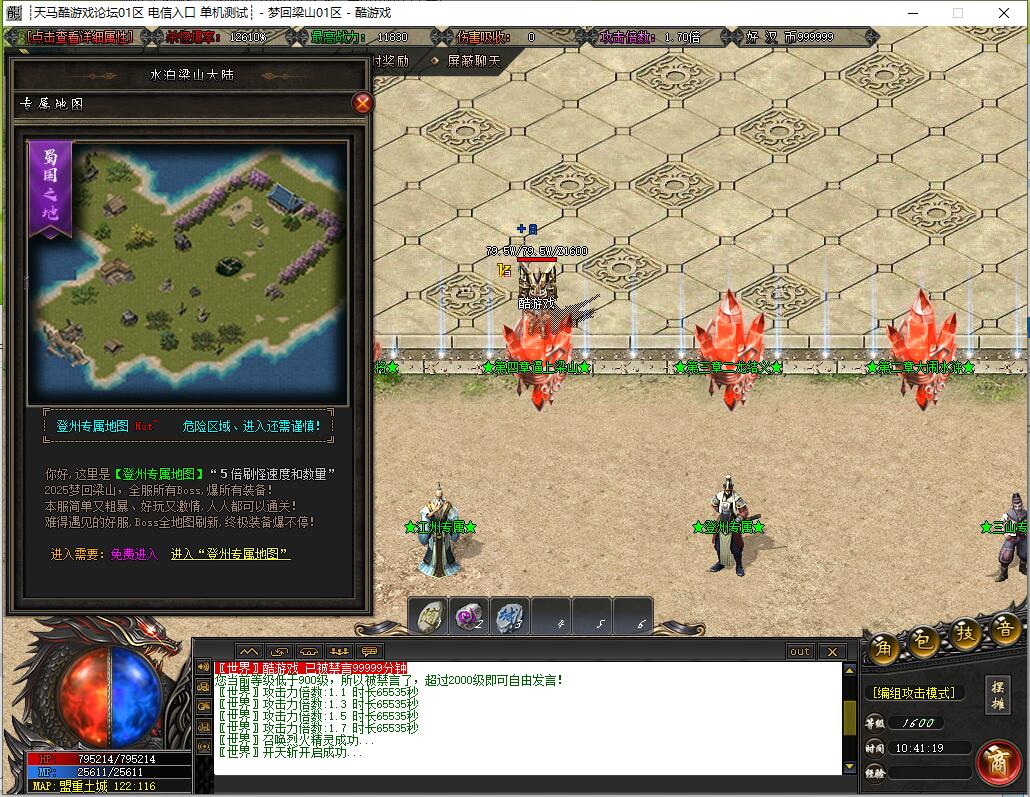 天马酷游戏论坛01区 电信入口 单机测试 - 梦回梁山01区 - 酷游戏
[点击查看详细属性] 杀怪爆率: 12610% 最高战力: 11830 伤害吸收: 0 攻击倍数: 1.70倍 好 汉 币999999
时奖励 屏蔽聊天
水泊梁山大陆
专属地图
蜀国之地
登州专属地图 Hot~ 危险区域、进入还需谨慎!
你好,这里是【登州专属地图】“5倍刷怪速度和数量”
2025梦回梁山, 全服所有Boss,爆所有装备!
本服简单又粗暴、好玩又激情,人人都可以通关!
难得遇见的好服,Boss全地图刷新,终极装备爆不停!
进入需要: 免费进入 进入“登州专属地图”
79.5W/79.5W/Z1600
酷游戏
★第四章逼上梁山★
★第三章二龙结义★
★第二章大闹水浒★
★江州专属★
★登州专属★
★三山专
1 2 3 4 5 6
out X
〖世界〗酷游戏 已被禁言99999分钟
您当前等级低于900级，所以被禁言了，超过2000级即可自由发言!
〖世界〗攻击力倍数:1.1 时长65535秒
〖世界〗攻击力倍数:1.3 时长65535秒
〖世界〗攻击力倍数:1.5 时长65535秒
〖世界〗攻击力倍数:1.7 时长65535秒
〖世界〗召唤烈火精灵成功...
〖世界〗开天斩开启成功...
HP: 795214/795214
MP: 25611/25611
MAP: 盟重土城 122:116
角 包 技 音
[编组攻击模式]
摆摊
等级 1600
时间 10:41:19
经验
商